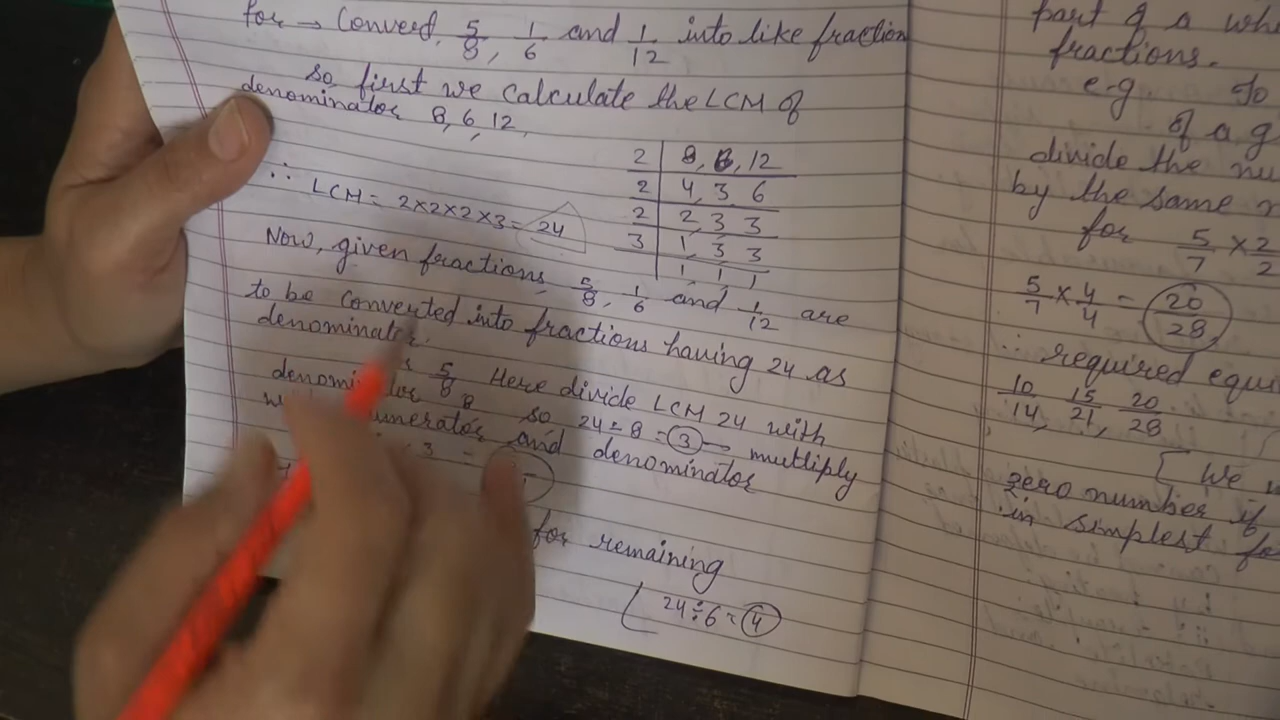 for → Converd, 5/8, 1/6 and 1/12 into like fraction
so first we calculate the LCM of
denominator 8, 6, 12,
2 | 8, 6, 12
2 | 4, 3 6
2 | 2, 3 3
3 | 1, 3 3
1, 1, 1
∴ LCM = 2×2×2×3 = 24
Now, given fractions, 5/8, 1/6 and 1/12 are
to be converted into fractions having 24 as
denominator.
5/8 Here divide LCM 24 with
8 so 24÷8 = 3 → multiply
and denominator
3 =
for remaining
24÷6 = 4
part of a
fractions.
e-g To
of a g
divide the
by the same
for 5/7 × 2/2
5/7 × 4/4 = 20/28,
∴ required
10/14, 15/21, 20/28
[ We
zero number if
in simplest